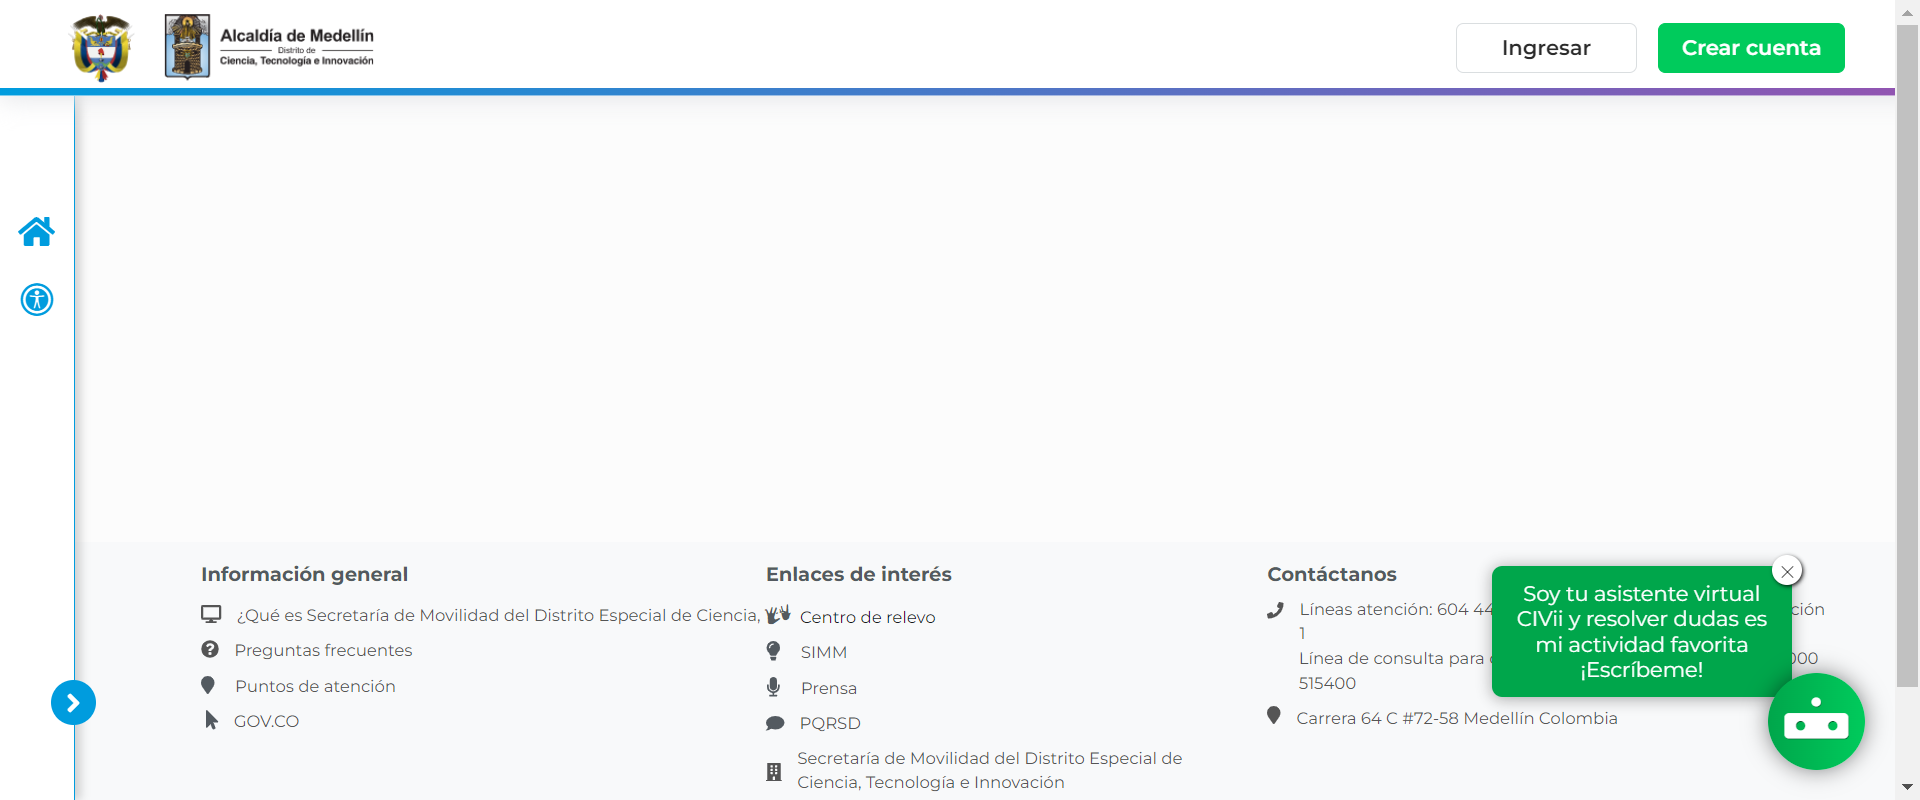 Alcaldía de Medellín
Distrito de
Ciencia, Tecnología e Innovación
Ingresar
Crear cuenta
Información general
¿Qué es Secretaría de Movilidad del Distrito Especial de Ciencia,
Preguntas frecuentes
Puntos de atención
GOV.CO
Enlaces de interés
Centro de relevo
SIMM
Prensa
PQRSD
Secretaría de Movilidad del Distrito Especial de
Ciencia, Tecnología e Innovación
Contáctanos
Líneas atención: 604 44
1
Línea de consulta para
515400
Carrera 64 C #72-58 Medellín Colombia
Soy tu asistente virtual
CIVii y resolver dudas es
mi actividad favorita
¡Escríbeme!